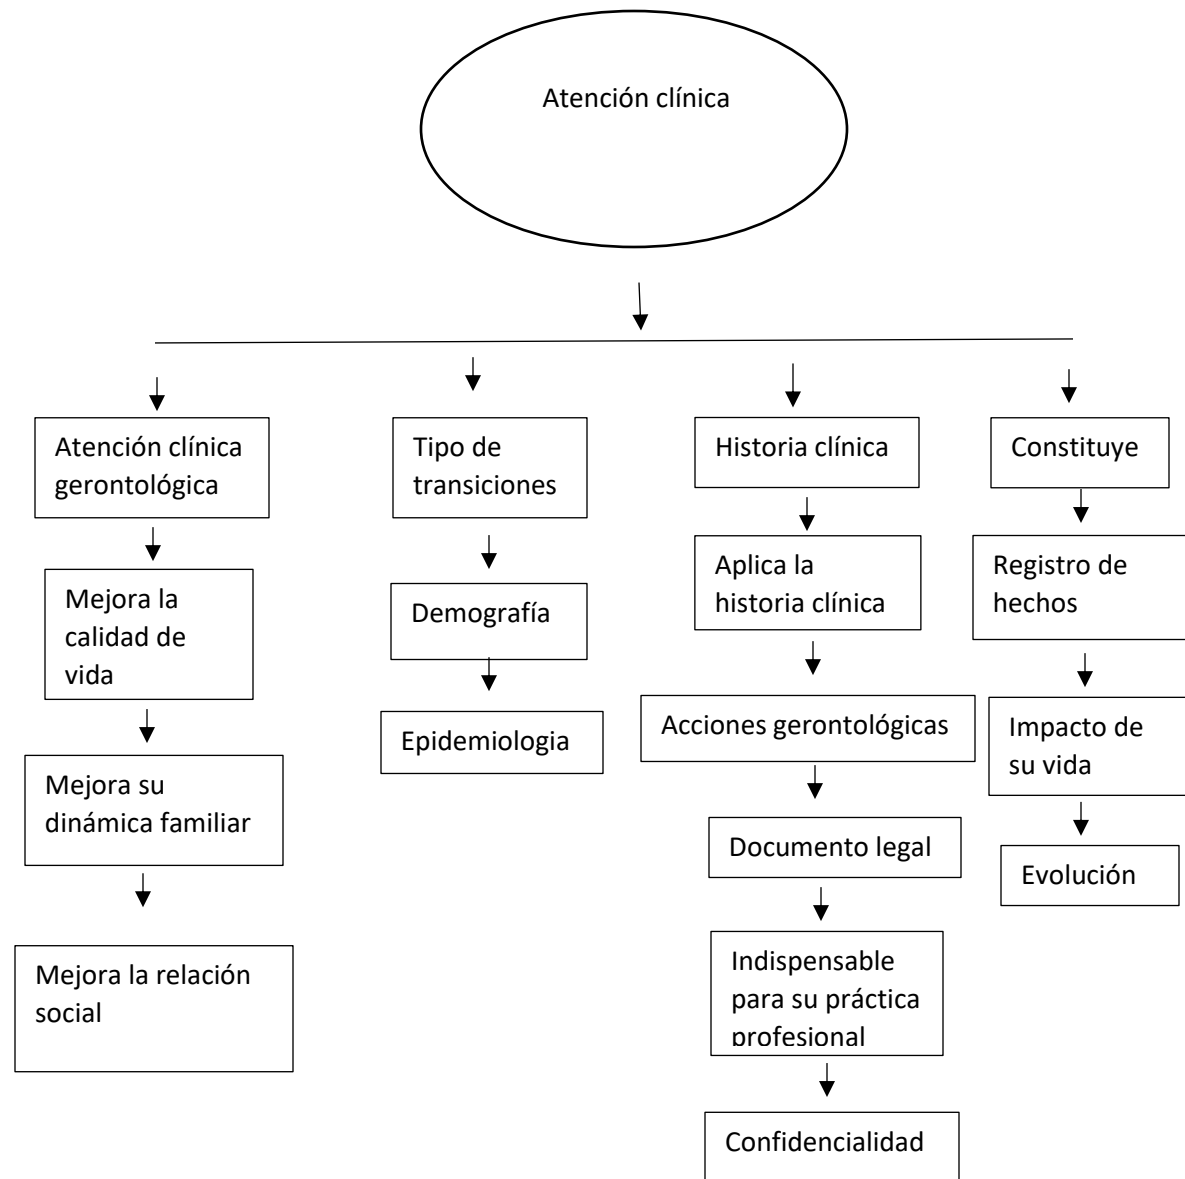 Atención clínica
Atención clínica
gerontológica
Mejora la
calidad de
vida
Mejora su
dinámica familiar
Mejora la relación
social
Tipo de
transiciones
Demografía
Epidemiologia
Historia clínica
Aplica la
historia clínica
Acciones gerontológicas
Documento legal
Indispensable
para su práctica
profesional
Confidencialidad
Constituye
Registro de
hechos
Impacto de
su vida
Evolución